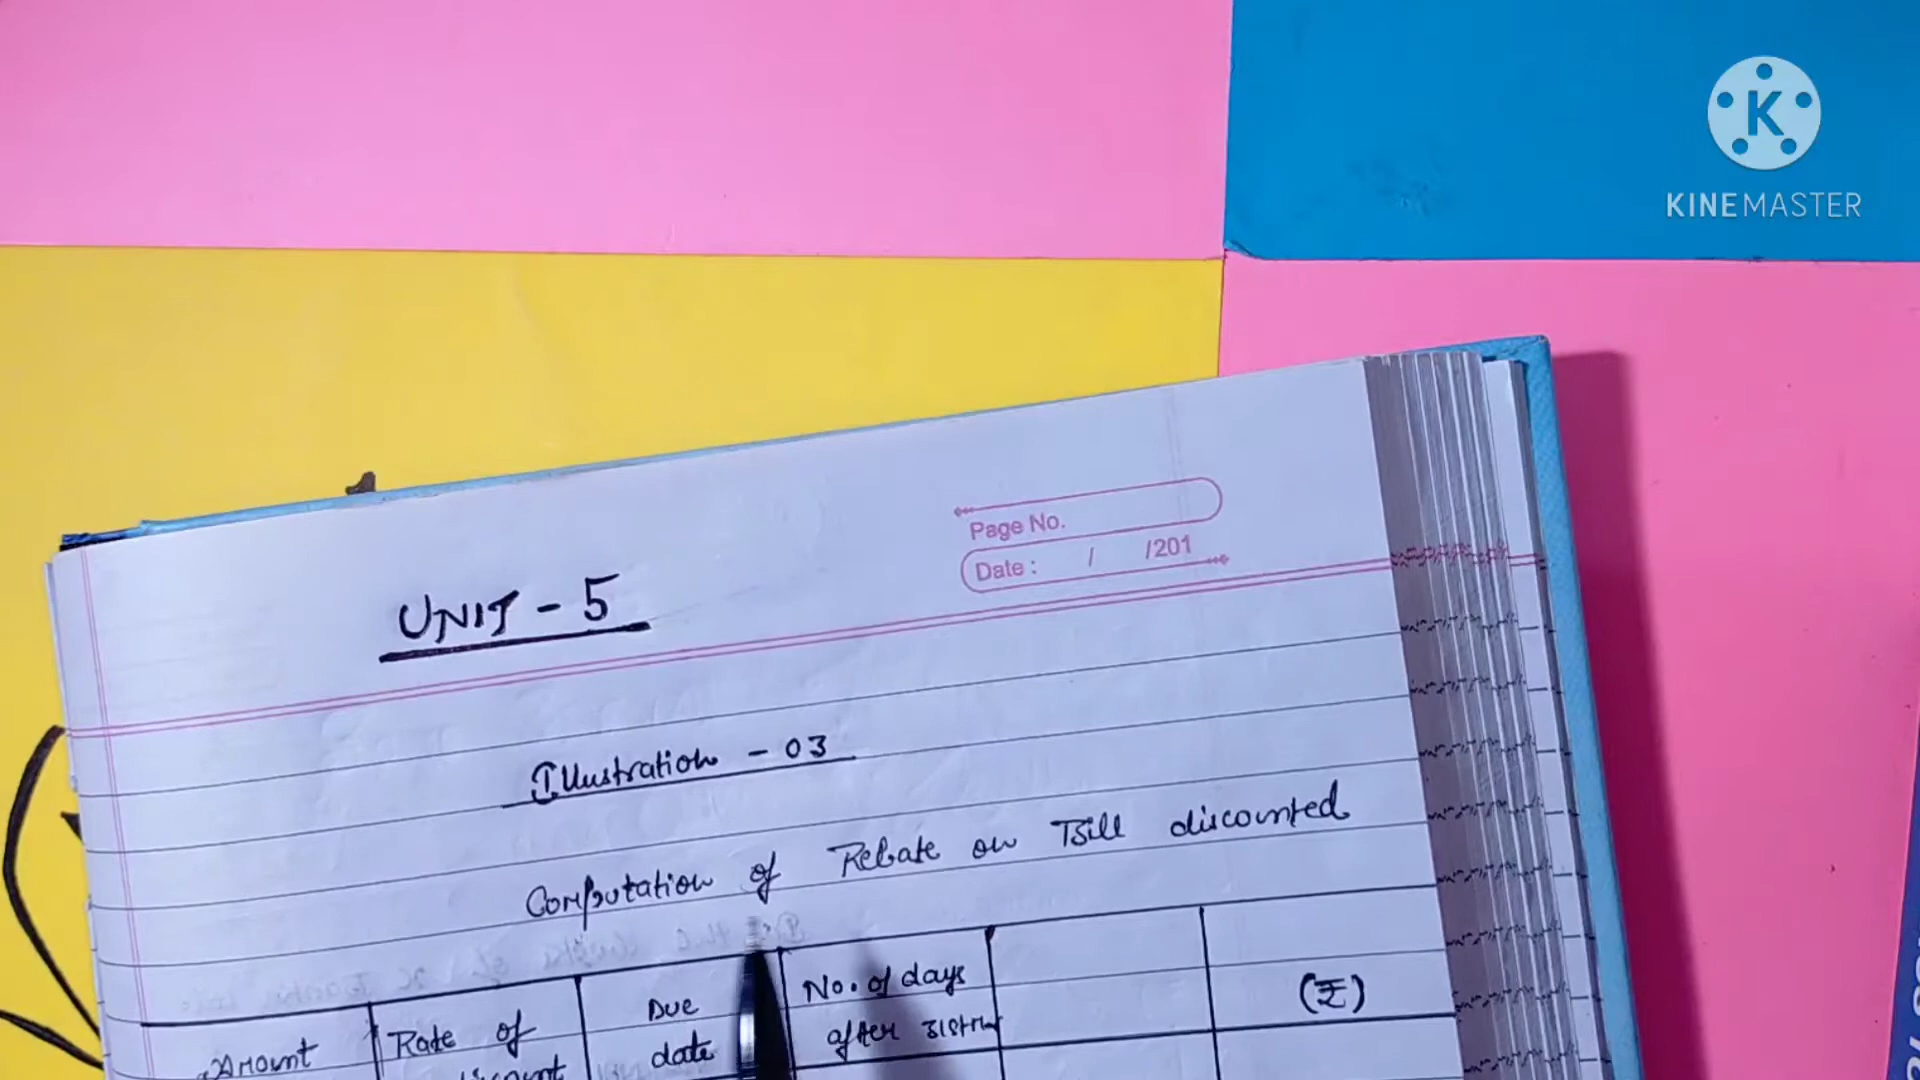 KINEMASTER
Page No.
Date : / /201
UNIT - 5
Illustration - 03
Computation of Rebate on Bill discounted
Amount
Rate of
Due
date
No. of days
after 31st
(₹)